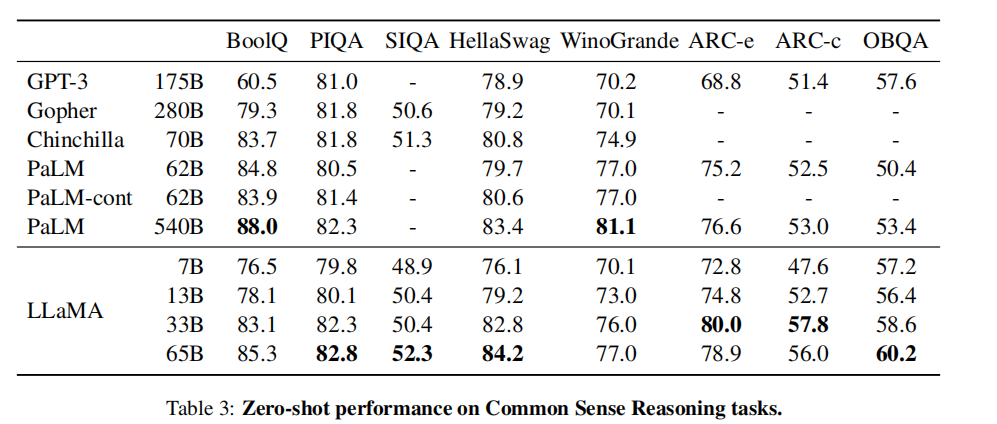 BoolQ PIQA SIQA HellaSwag WinoGrande ARC-e ARC-c OBQA
GPT-3 175B 60.5 81.0 - 78.9 70.2 68.8 51.4 57.6
Gopher 280B 79.3 81.8 50.6 79.2 70.1 - - -
Chinchilla 70B 83.7 81.8 51.3 80.8 74.9 - - -
PaLM 62B 84.8 80.5 - 79.7 77.0 75.2 52.5 50.4
PaLM-cont 62B 83.9 81.4 - 80.6 77.0 - - -
PaLM 540B 88.0 82.3 - 83.4 81.1 76.6 53.0 53.4
LLaMA
7B 76.5 79.8 48.9 76.1 70.1 72.8 47.6 57.2
13B 78.1 80.1 50.4 79.2 73.0 74.8 52.7 56.4
33B 83.1 82.3 50.4 82.8 76.0 80.0 57.8 58.6
65B 85.3 82.8 52.3 84.2 77.0 78.9 56.0 60.2
Table 3: Zero-shot performance on Common Sense Reasoning tasks.